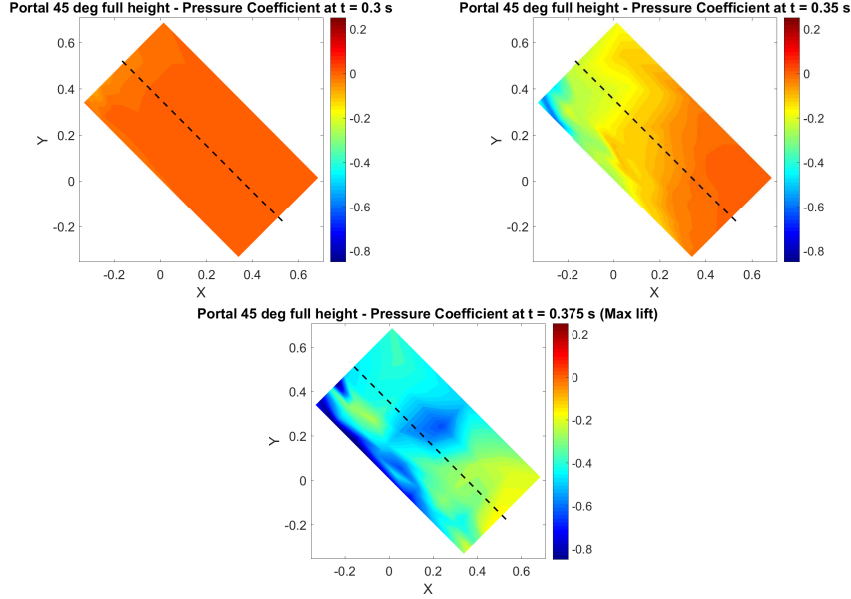 Portal 45 deg full height - Pressure Coefficient at t = 0.3 s
0.6
0.4
0.2
0
-0.2
Y
-0.2 0 0.2 0.4 0.6
X
0.2
0
-0.2
-0.4
-0.6
-0.8
Portal 45 deg full height - Pressure Coefficient at t = 0.35 s
0.6
0.4
0.2
0
-0.2
Y
-0.2 0 0.2 0.4 0.6
X
0.2
0
-0.2
-0.4
-0.6
-0.8
Portal 45 deg full height - Pressure Coefficient at t = 0.375 s (Max lift)
0.6
0.4
0.2
0
-0.2
Y
-0.2 0 0.2 0.4 0.6
X
0.2
0
-0.2
-0.4
-0.6
-0.8